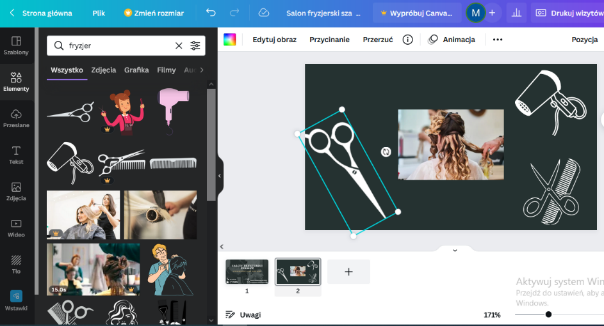 Strona główna Plik Zmień rozmiar Salon fryzjerski sza ... Wypróbuj Canva... M + Drukuj wizytów
fryzjer
Edytuj obraz Przycinanie Przerzuć Animacja ... Pozycja
Szablony
Elementy
Przesłane
Tekst
Zdjęcia
Wideo
Tła
Wstawki
Wszystko Zdjęcia Grafika Filmy
15.0s
1 2 +
Uwagi 171%
Aktywuj system Win
Przejdź do ustawień, aby a
Windows.